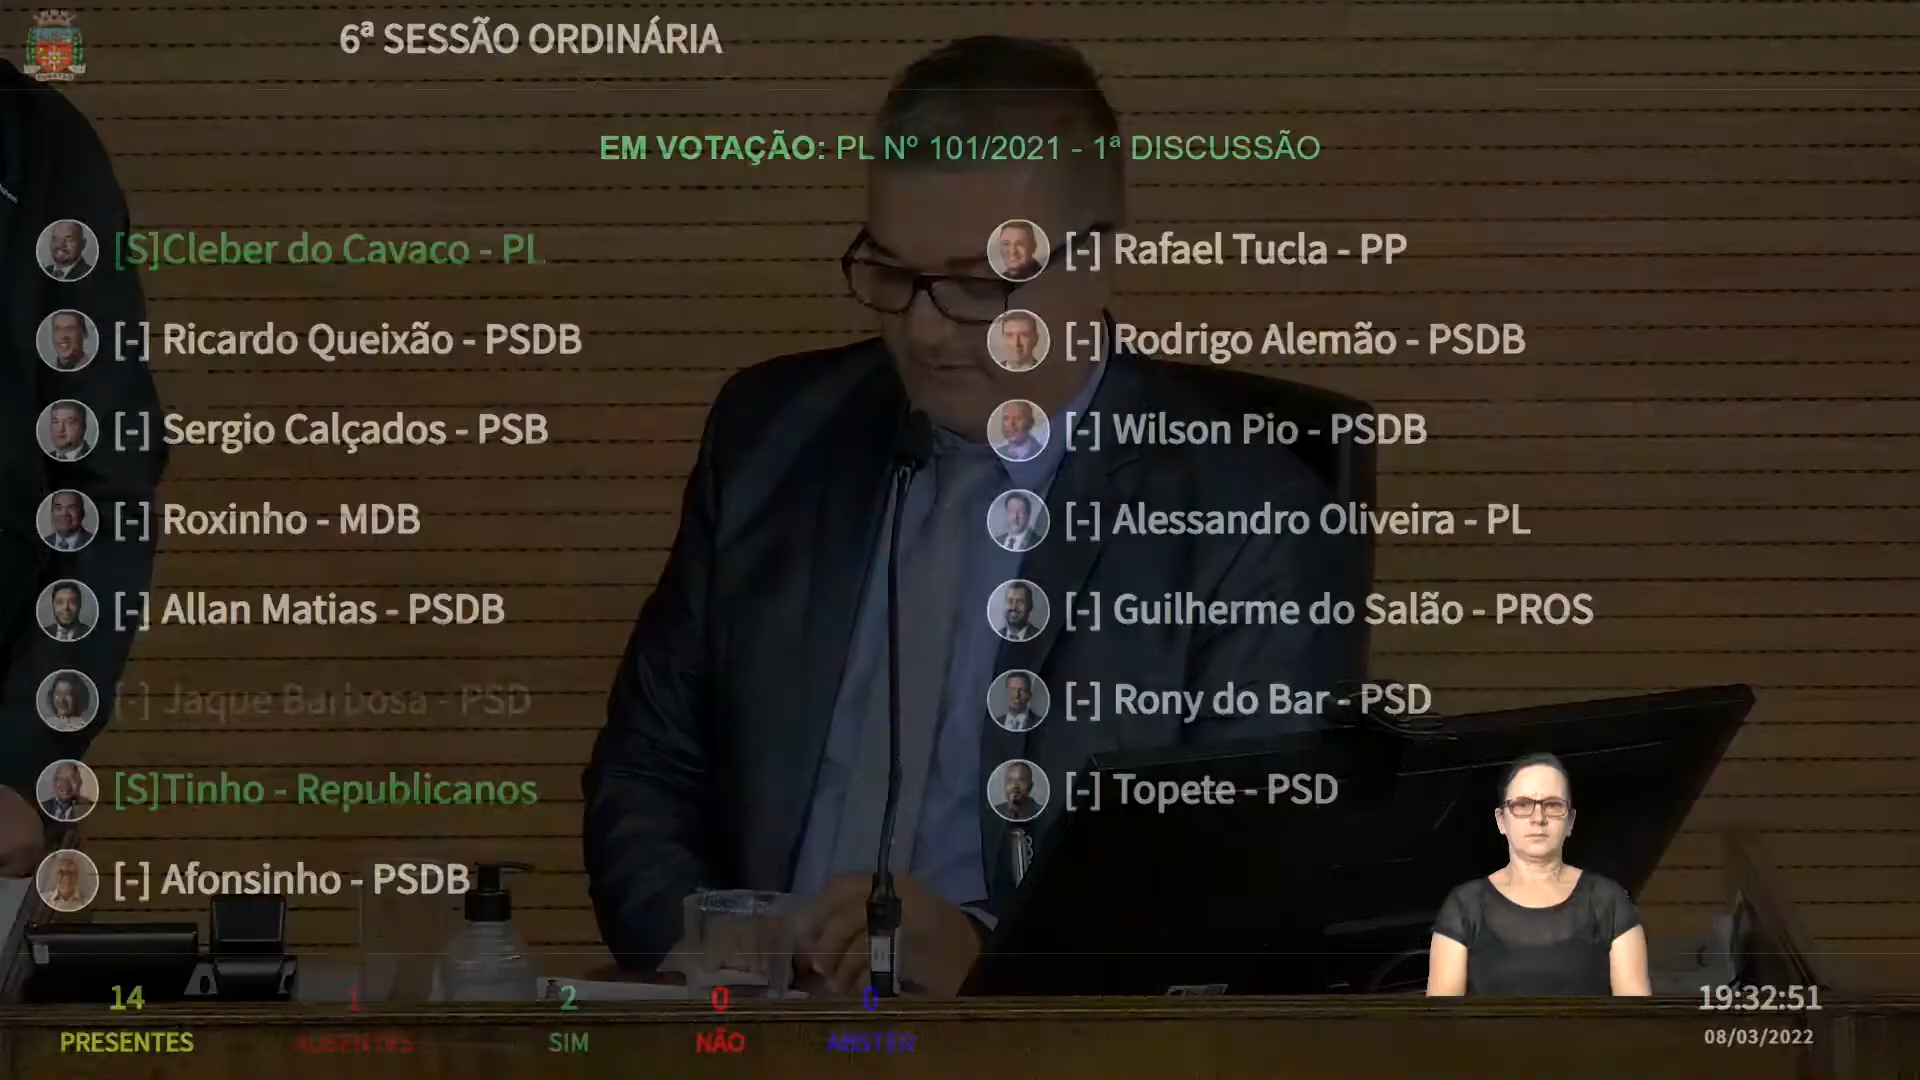 6ª SESSÃO ORDINÁRIA
EM VOTAÇÃO: PL Nº 101/2021 - 1ª DISCUSSÃO
[S]Cleber do Cavaco - PL
[-] Ricardo Queixão - PSDB
[-] Sergio Calçados - PSB
[-] Roxinho - MDB
[-] Allan Matias - PSDB
[-] Jaque Barbosa - PSD
[S]Tinho - Republicanos
[-] Afonsinho - PSDB
[-] Rafael Tucla - PP
[-] Rodrigo Alemão - PSDB
[-] Wilson Pio - PSDB
[-] Alessandro Oliveira - PL
[-] Guilherme do Salão - PROS
[-] Rony do Bar - PSD
[-] Topete - PSD
14 1 2 0 0
PRESENTES AUSENTES SIM NÃO ABSTER
19:32:51
08/03/2022